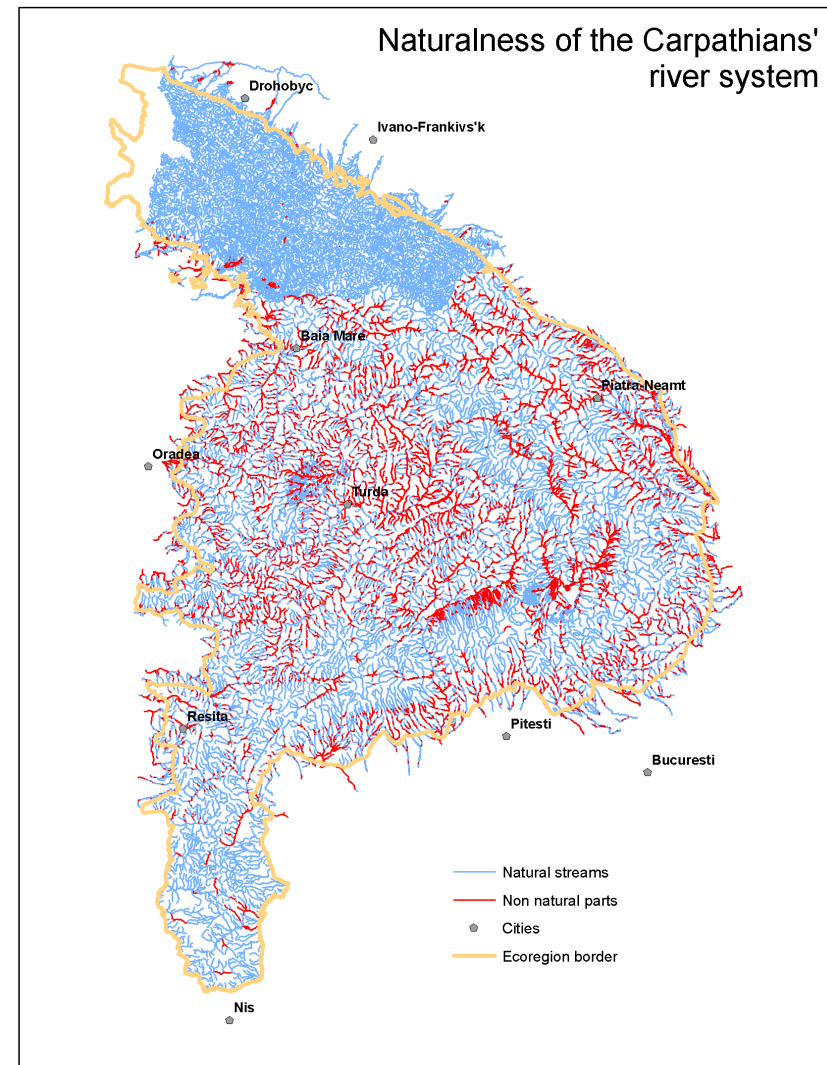 Naturalness of the Carpathians'
river system
Drohobyc
Ivano-Frankivs'k
Baia Mare
Piatra-Neamt
Oradea
Turda
Resita
Pitesti
Bucuresti
Natural streams
Non natural parts
Cities
Ecoregion border
Nis